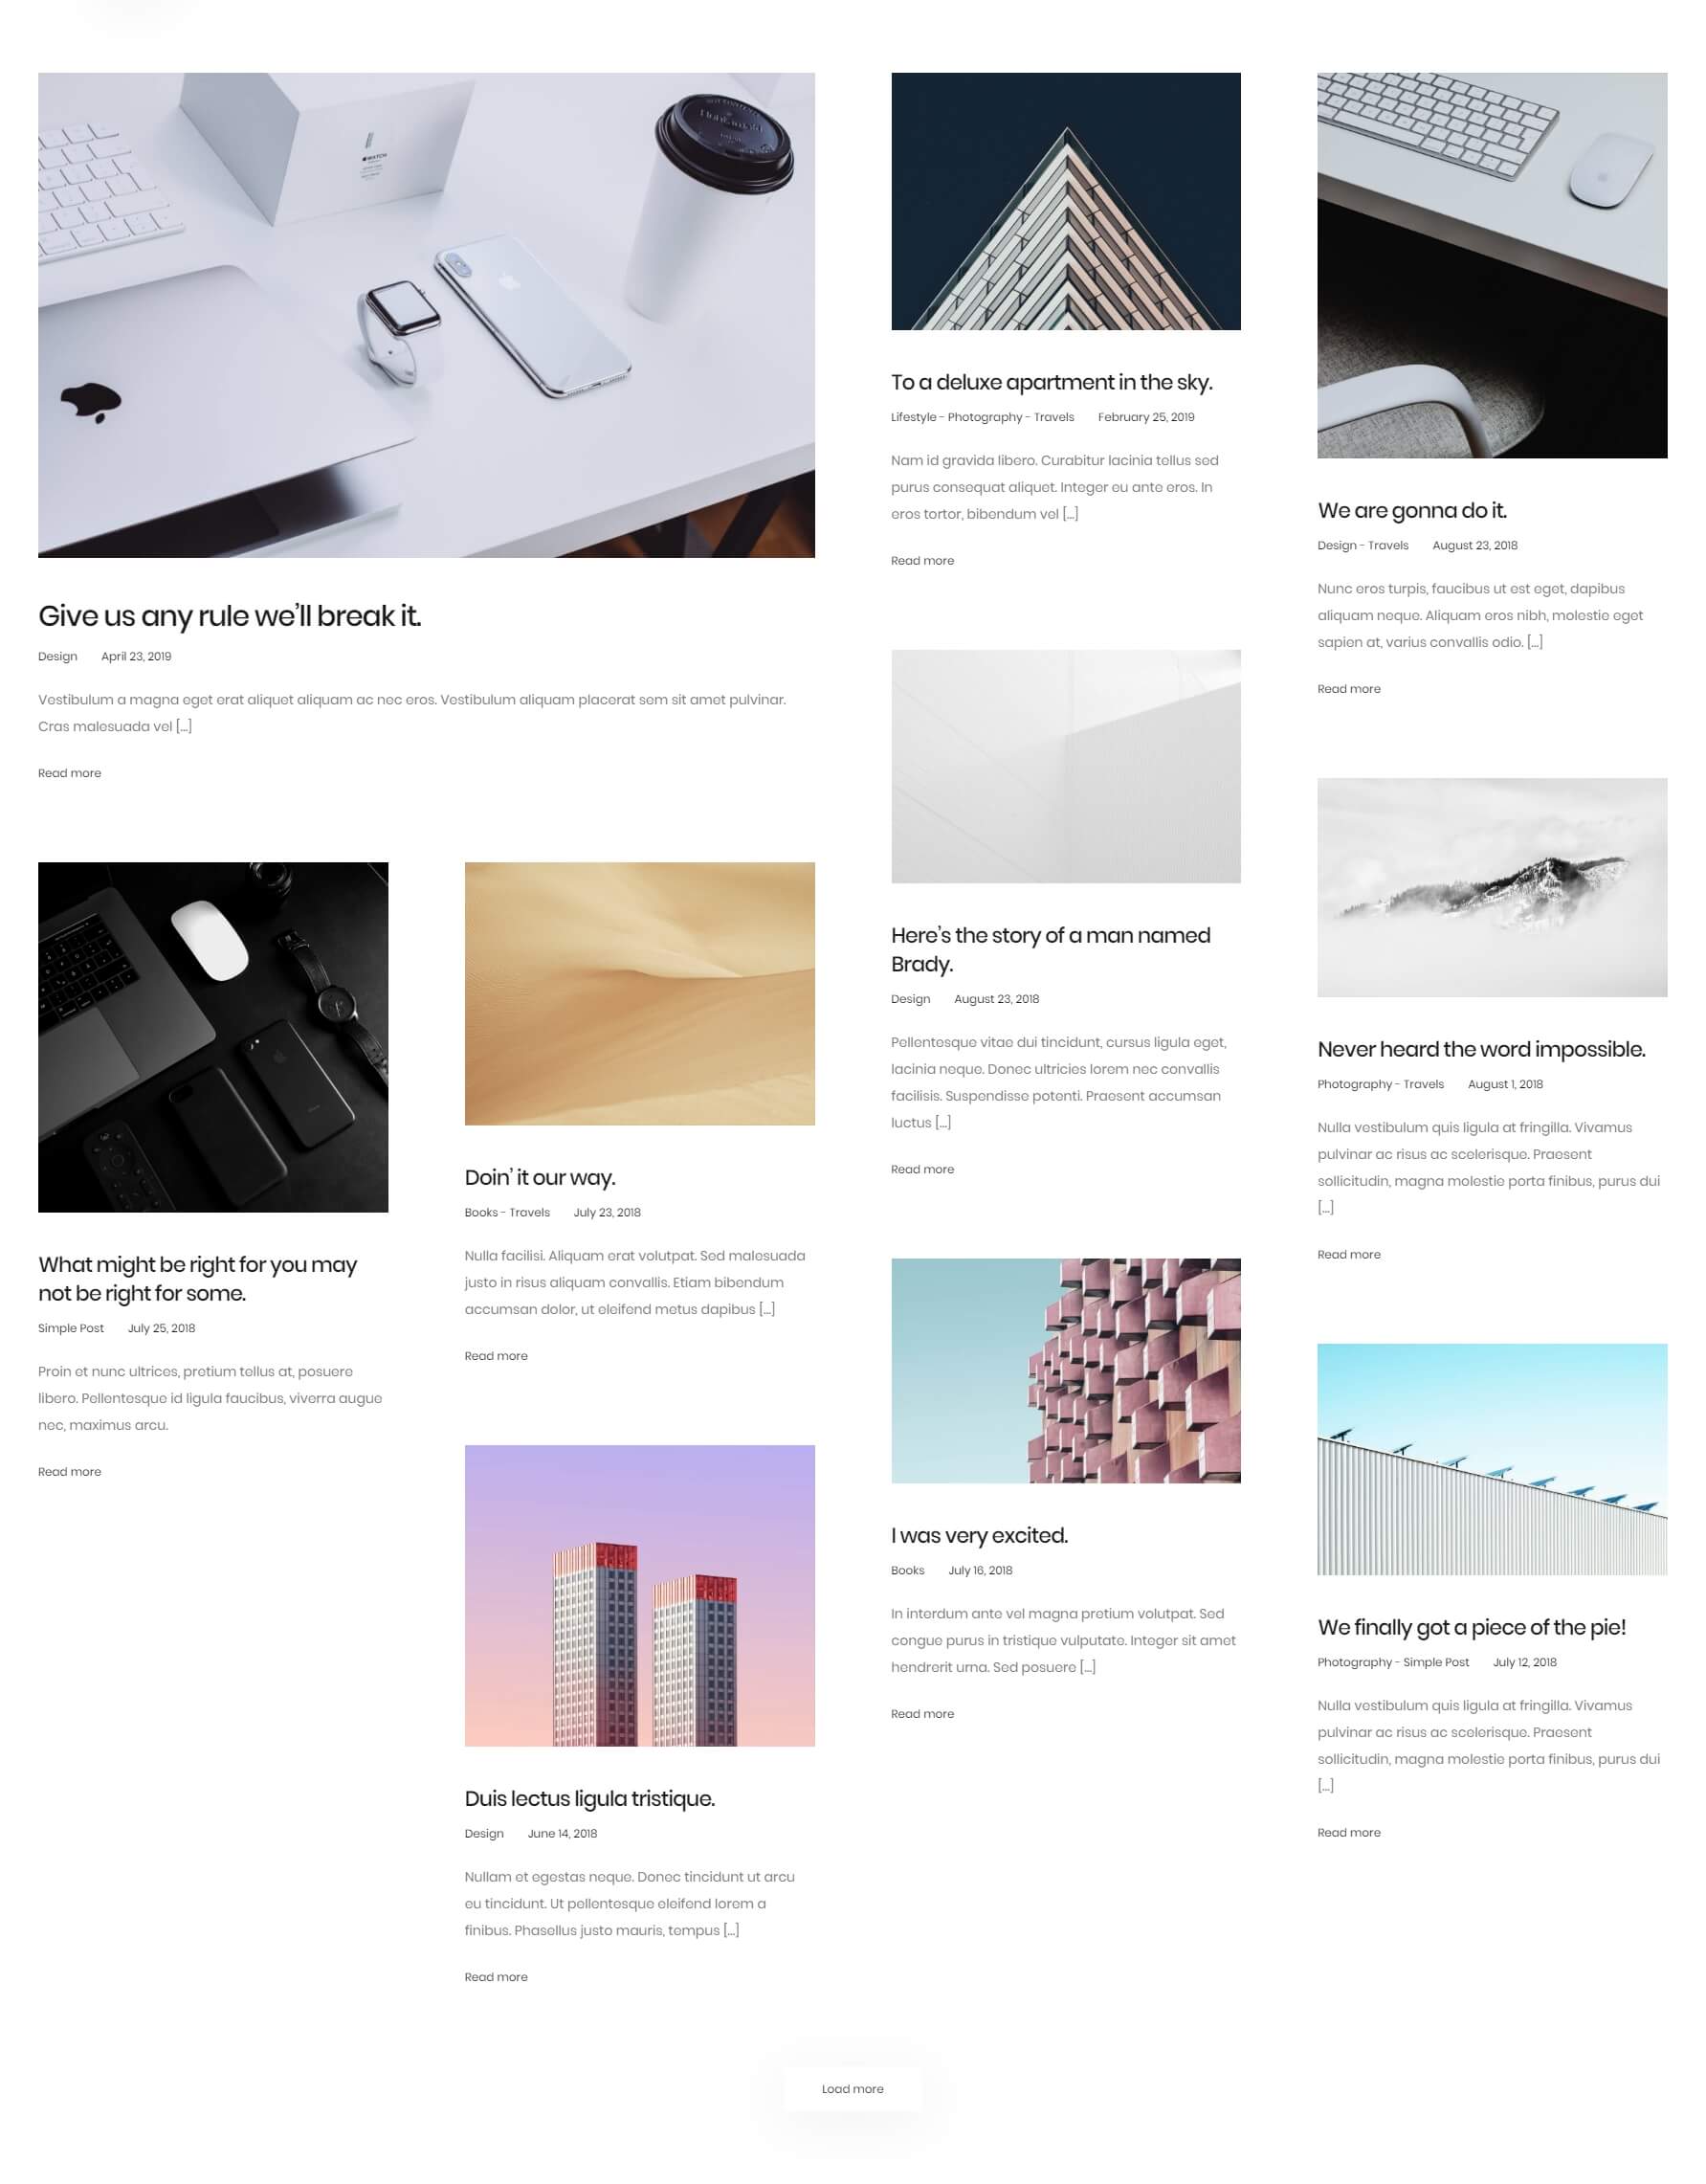 WATCH
Give us any rule we'll break it.
Design April 23, 2019
Vestibulum a magna eget erat aliquet aliquam ac nec eros. Vestibulum aliquam placerat sem sit amet pulvinar.
Cras malesuada vel [...]
Read more
To a deluxe apartment in the sky.
Lifestyle - Photography - Travels February 25, 2019
Nam id gravida libero. Curabitur lacinia tellus sed
purus consequat aliquet. Integer eu ante eros. In
eros tortor, bibendum vel [...]
Read more
We are gonna do it.
Design - Travels August 23, 2018
Nunc eros turpis, faucibus ut est eget, dapibus
aliquam neque. Aliquam eros nibh, molestie eget
sapien at, varius convallis odio. [...]
Read more
Here's the story of a man named
Brady.
Design August 23, 2018
Pellentesque vitae dui tincidunt, cursus ligula eget,
lacinia neque. Donec ultricies lorem nec convallis
facilisis. Suspendisse potenti. Praesent accumsan
luctus [...]
Read more
Never heard the word impossible.
Photography - Travels August 1, 2018
Nulla vestibulum quis ligula at fringilla. Vivamus
pulvinar ac risus ac scelerisque. Praesent
sollicitudin, magna molestie porta finibus, purus dui
[...]
Read more
What might be right for you may
not be right for some.
Simple Post July 25, 2018
Proin et nunc ultrices, pretium tellus at, posuere
libero. Pellentesque id ligula faucibus, viverra augue
nec, maximus arcu.
Read more
Doin' it our way.
Books - Travels July 23, 2018
Nulla facilisi. Aliquam erat volutpat. Sed malesuada
justo in risus aliquam convallis. Etiam bibendum
accumsan dolor, ut eleifend metus dapibus [...]
Read more
I was very excited.
Books July 16, 2018
In interdum ante vel magna pretium volutpat. Sed
congue purus in tristique vulputate. Integer sit amet
hendrerit urna. Sed posuere [...]
Read more
We finally got a piece of the pie!
Photography - Simple Post July 12, 2018
Nulla vestibulum quis ligula at fringilla. Vivamus
pulvinar ac risus ac scelerisque. Praesent
sollicitudin, magna molestie porta finibus, purus dui
[...]
Read more
Duis lectus ligula tristique.
Design June 14, 2018
Nullam et egestas neque. Donec tincidunt ut arcu
eu tincidunt. Ut pellentesque eleifend lorem a
finibus. Phasellus justo mauris, tempus [...]
Read more
Load more